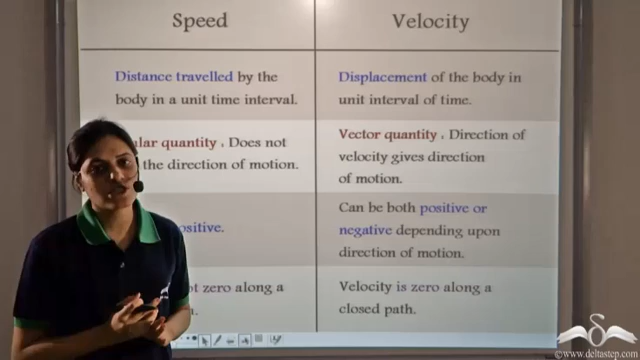 Speed
Velocity
Distance travelled by the
body in a unit time interval.
Displacement of the body in
unit interval of time.
quantity . Does not
the direction of motion.
Vector quantity . Direction of
velocity gives direction
of motion.
Can be both positive or
negative depending upon
direction of motion.
zero along a
Velocity is zero along a
closed path.
©www.deltastep.com